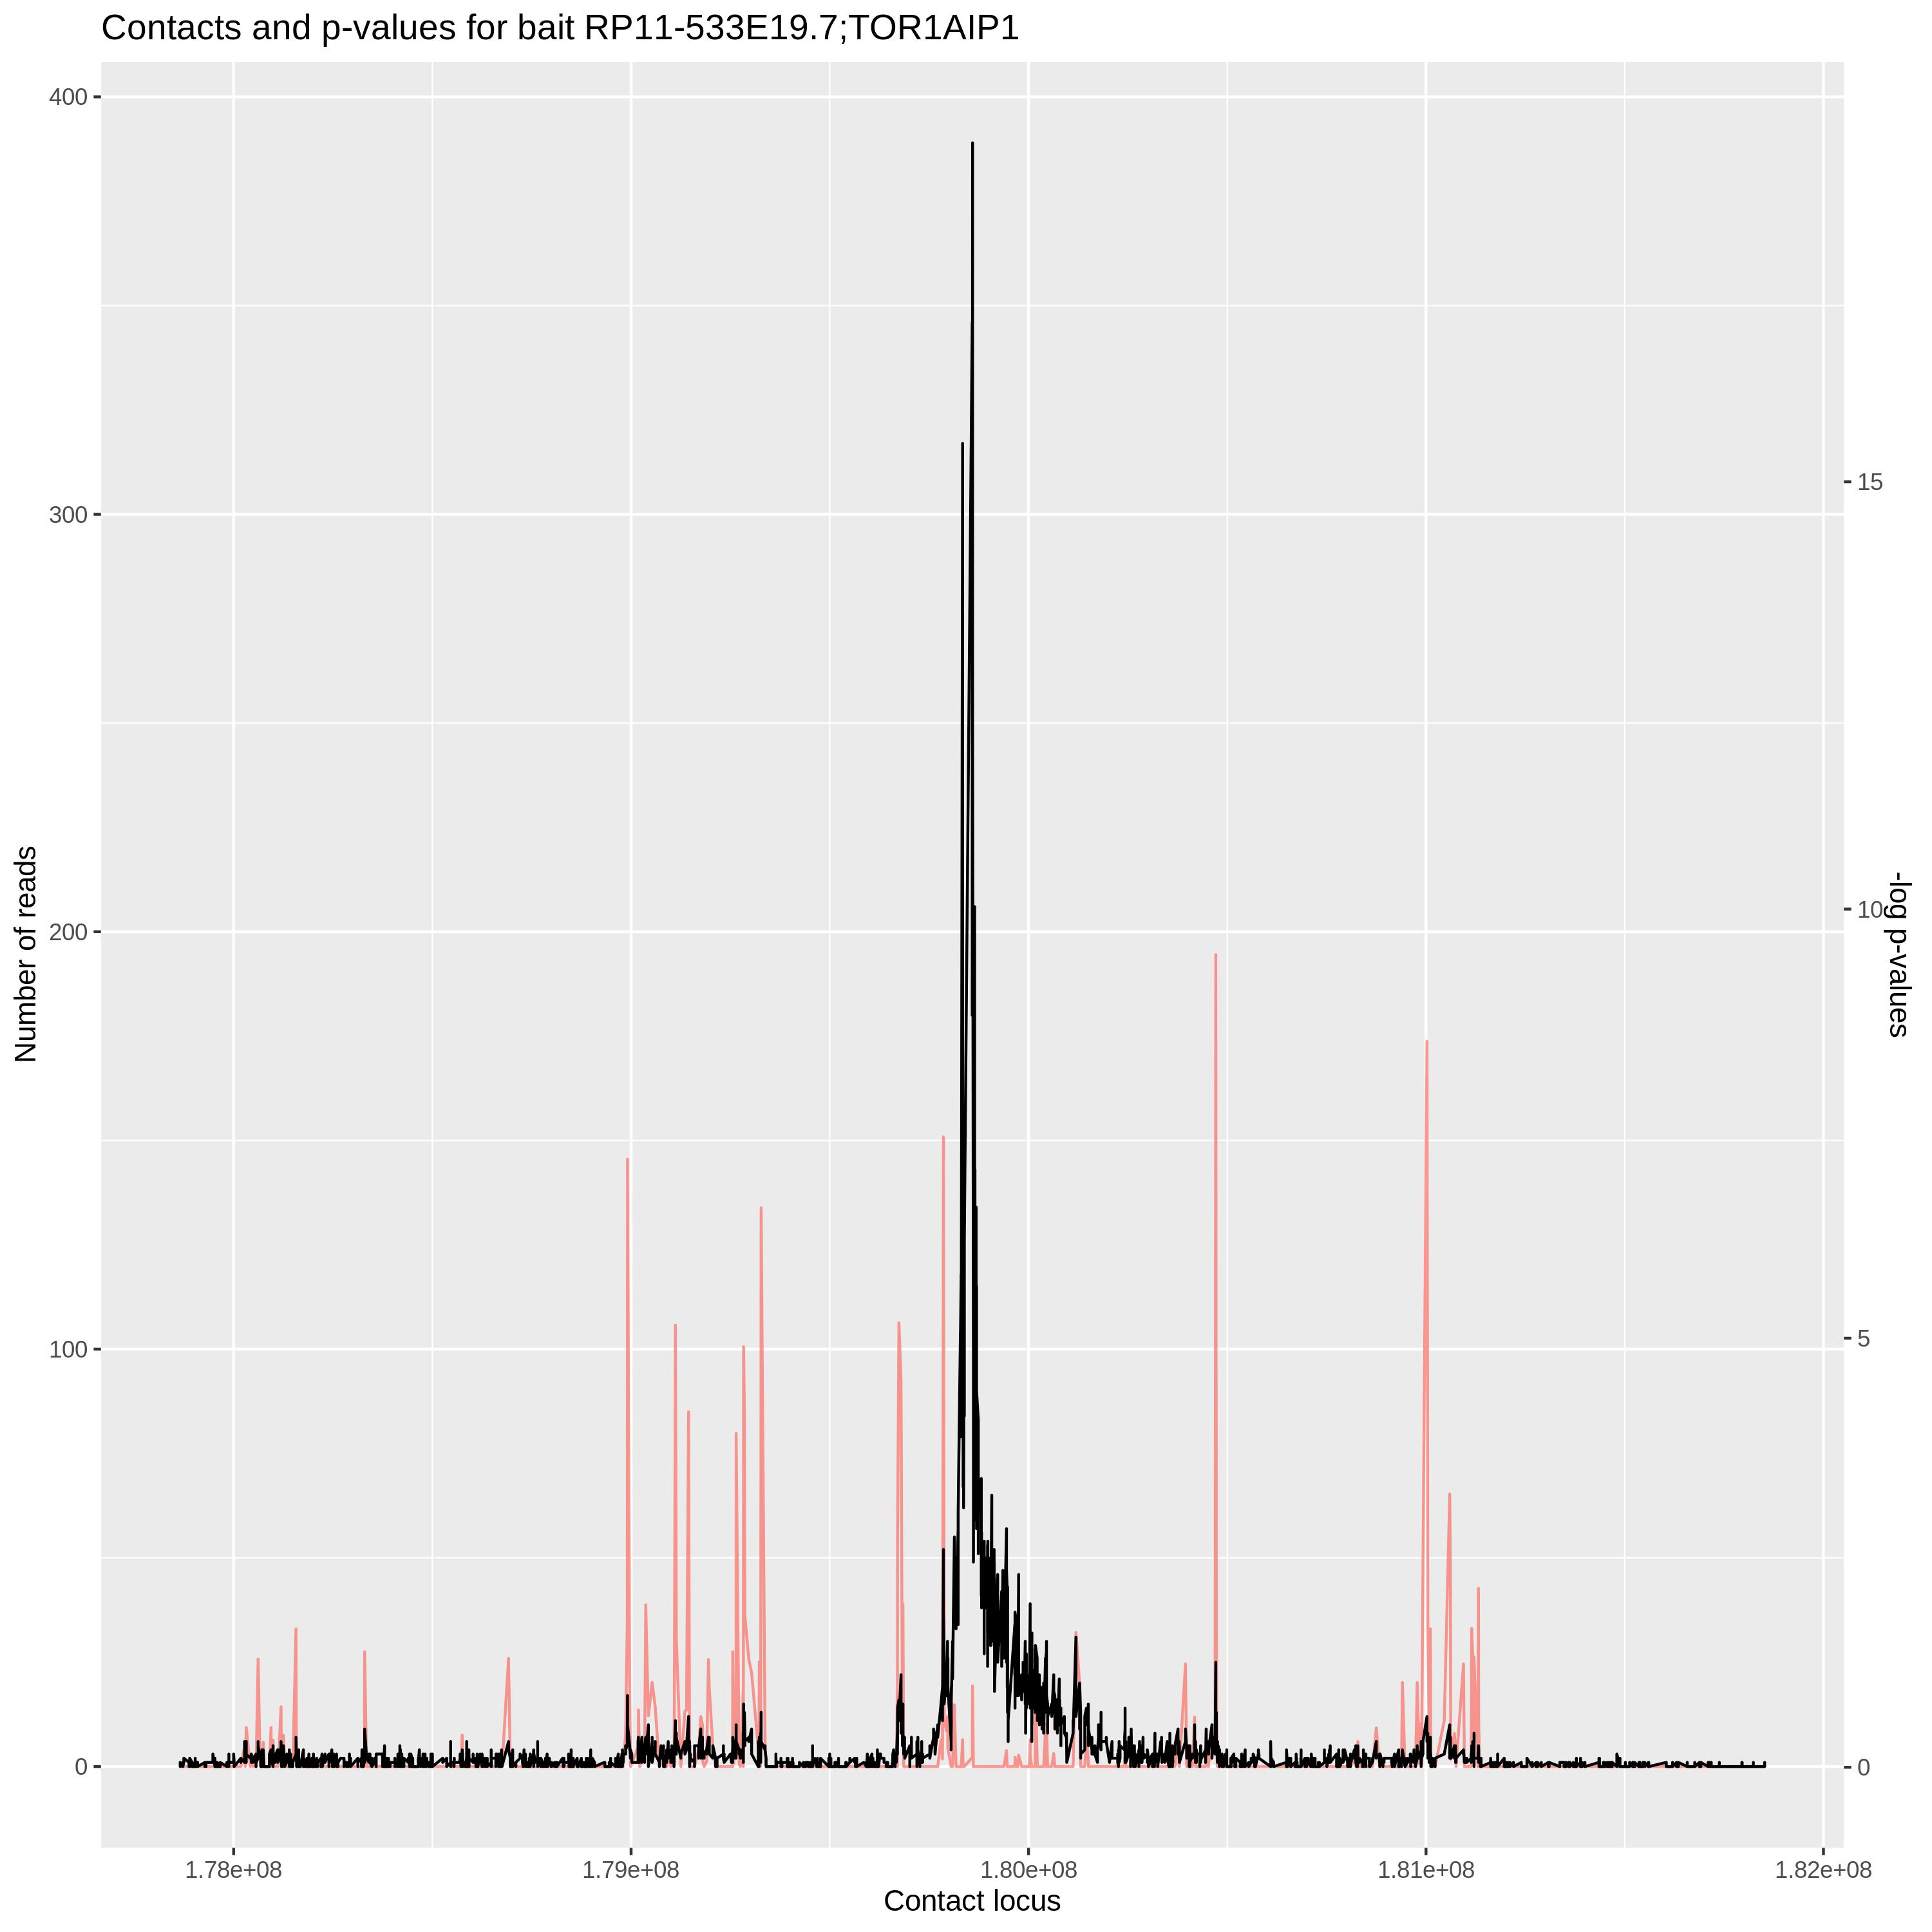 Contacts and p-values for bait RP11-533E19.7;TOR1AIP1
400
300
200
100
0
Number of reads
15
10
5
0
-log p-values
1.78e+08 1.79e+08 1.80e+08 1.81e+08 1.82e+08
Contact locus